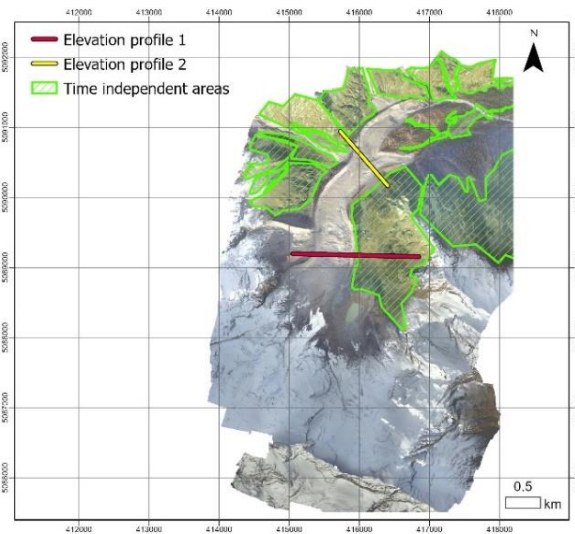 412000 413000 414000 415000 416000 417000 418000
Elevation profile 1
Elevation profile 2
Time independent areas
N
5092000
5091000
5090000
5089000
5088000
5087000
5086000
0.5
km
412000 413000 414000 415000 416000 417000 418000